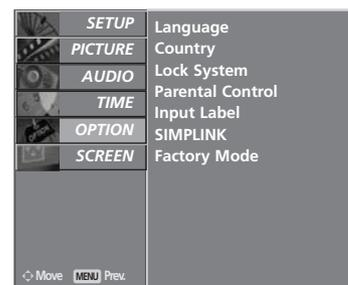 SETUP
PICTURE
AUDIO
TIME
OPTION
SCREEN
Language
Country
Lock System
Parental Control
Input Label
SIMPLINK
Factory Mode
Move MENU Prev.